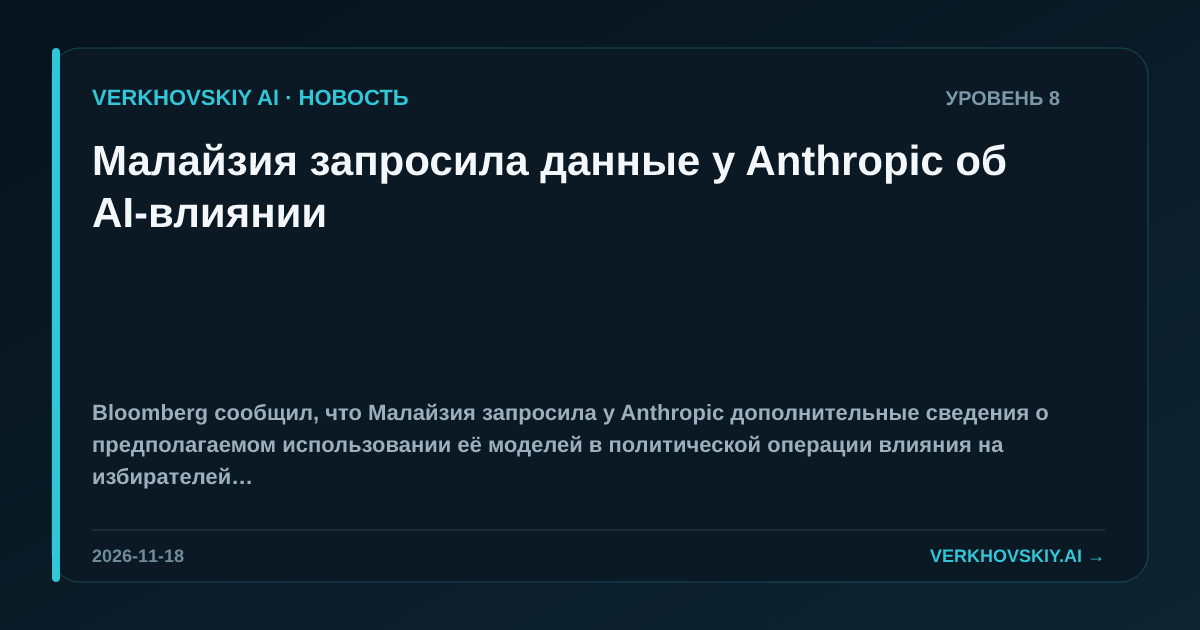 VERKHOVSKIY AI · НОВОСТЬ
УРОВЕНЬ 8
Малайзия запросила данные у Anthropic об
AI-влиянии
Bloomberg сообщил, что Малайзия запросила у Anthropic дополнительные сведения о
предполагаемом использовании её моделей в политической операции влияния на
избирателей…
2026-11-18
VERKHOVSKIY.AI →